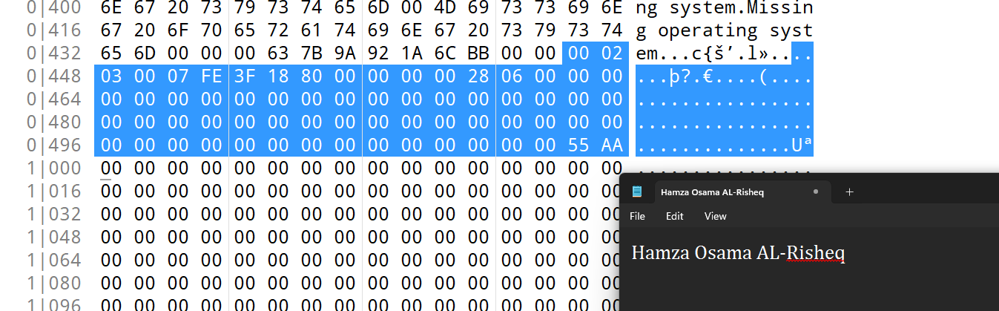 0|400 6E 67 20 73 79 73 74 65 6D 00 4D 69 73 73 69 6E ng system.Missin
0|416 67 20 6F 70 65 72 61 74 69 6E 67 20 73 79 73 74 g operating syst
0|432 65 6D 00 00 00 63 7B 9A 92 1A 6C BB 00 00 00 02 em...c{š’.l»....
0|448 03 00 07 FE 3F 18 80 00 00 00 00 28 06 00 00 00 ...þ?.€....(....
0|464 00 00 00 00 00 00 00 00 00 00 00 00 00 00 00 00 ................
0|480 00 00 00 00 00 00 00 00 00 00 00 00 00 00 00 00 ................
0|496 00 00 00 00 00 00 00 00 00 00 00 00 00 00 55 AA ..............Uª
1|000 00 00 00 00 00 00 00 00 00 00 00 00 00 00 00 00 ................
1|016 00 00 00 00 00 00 00 00 00 00 00 00 00 00 00 00
1|032 00 00 00 00 00 00 00 00 00 00 00 00 00 00 00 00
1|048 00 00 00 00 00 00 00 00 00 00 00 00 00 00 00 00
1|064 00 00 00 00 00 00 00 00 00 00 00 00 00 00 00 00
1|080 00 00 00 00 00 00 00 00 00 00 00 00 00 00 00 00
1|096 00 00 00 00 00 00 00 00 00 00 00 00 00 00 00 00
Hamza Osama AL-Risheq
File Edit View
Hamza Osama AL-Risheq